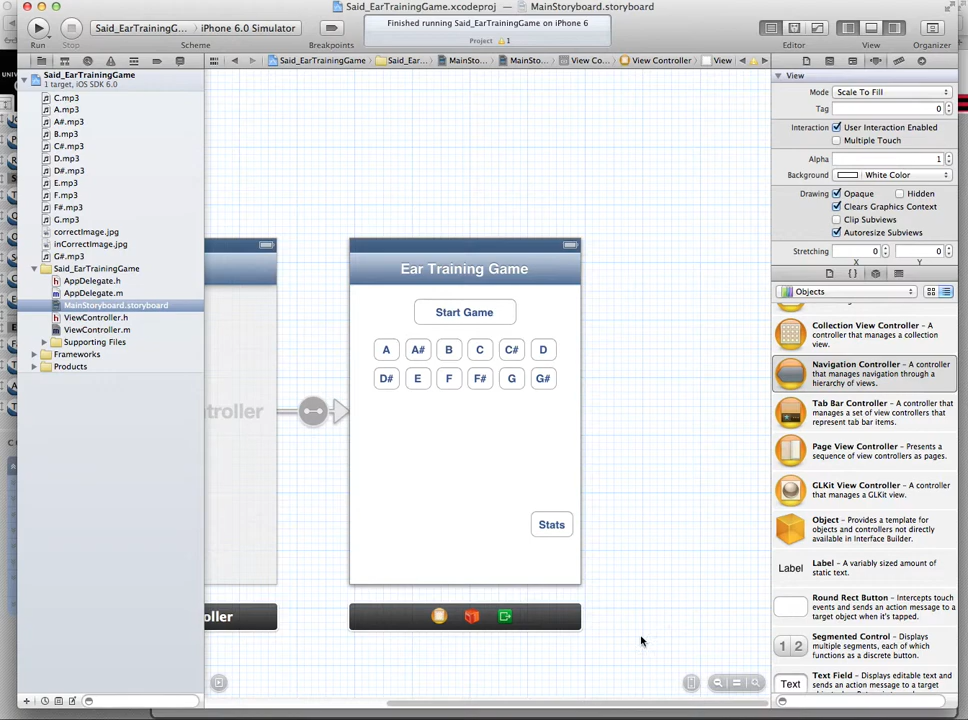 Said_EarTrainingGame.xcodeproj — MainStoryboard.storyboard
Said_EarTrainingG... iPhone 6.0 Simulator
Finished running Said_EarTrainingGame on iPhone 6
Project 1
Run Stop Scheme Breakpoints Editor View Organizer
Said_Ear... MainSto... MainSto... View Co... View Controller View
Said_EarTrainingGame
1 target, iOS SDK 6.0
C.mp3
A.mp3
A#.mp3
B.mp3
C#.mp3
D.mp3
D#.mp3
E.mp3
F.mp3
F#.mp3
G.mp3
correctImage.jpg
inCorrectImage.jpg
G#.mp3
Said_EarTrainingGame
AppDelegate.h
AppDelegate.m
MainStoryboard.storyboard
ViewController.h
ViewController.m
Supporting Files
Frameworks
Products
Said_EarTrainingGame
troller
oller
Ear Training Game
Start Game
A A# B C C# D
D# E F F# G G#
Stats
View
Mode Scale To Fill
Tag 0
Interaction User Interaction Enabled
Multiple Touch
Alpha 1
Background White Color
Drawing Opaque Hidden
Clears Graphics Context
Clip Subviews
Autoresize Subviews
Stretching 0 0
X Y
Objects
Collection View Controller - A
controller that manages a collection
view.
Navigation Controller - A controller
that manages navigation through a
hierarchy of views.
Tab Bar Controller - A controller
that manages a set of view controllers that
represent tab bar items.
Page View Controller - Presents a
sequence of view controllers as pages.
GLKit View Controller - A controller
that manages a GLKit view.
Object - Provides a template for
objects and controllers not directly
available in Interface Builder.
Label Label - A variably sized amount of
static text.
Round Rect Button - Intercepts touch
events and sends an action message to a
target object when it's tapped.
1 2 Segmented Control - Displays
multiple segments, each of which
functions as a discrete button.
Text Text Field - Displays editable text and